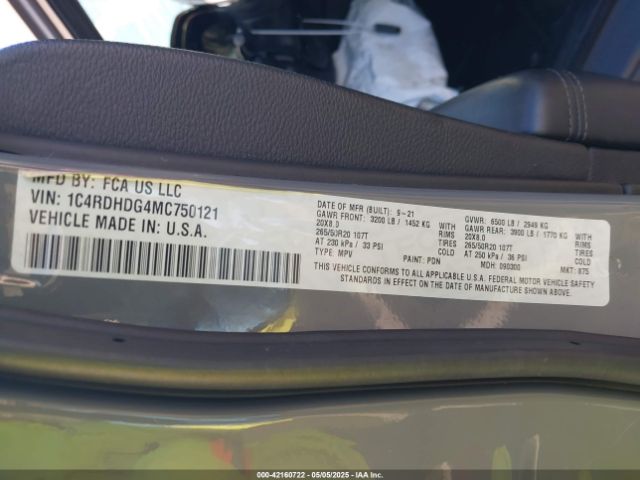 MFD BY: FCA US LLC
VIN: 1C4RDHDG4MC750121
VEHICLE MADE IN: U.S.A.
DATE OF MFR (BUILT): 9-21
GAWR FRONT: 3200 LB / 1452 KG WITH
20X8.0 RIMS
265/50R20 107T TIRES
AT 230 kPa / 33 PSI COLD
TYPE: MPV PAINT: PDN
GVWR: 6500 LB / 2949 KG
GAWR REAR: 3900 LB / 1770 KG WITH
20X8.0 RIMS
265/50R20 107T TIRES
AT 250 kPa / 36 PSI COLD
MDH: 090300 MKT: 875
THIS VEHICLE CONFORMS TO ALL APPLICABLE U.S.A. FEDERAL MOTOR VEHICLE SAFETY
STANDARDS IN EFFECT ON THE DATE OF MANUFACTURE SHOWN ABOVE.
000-42160722 - 05/05/2025 - IAAI, Inc.